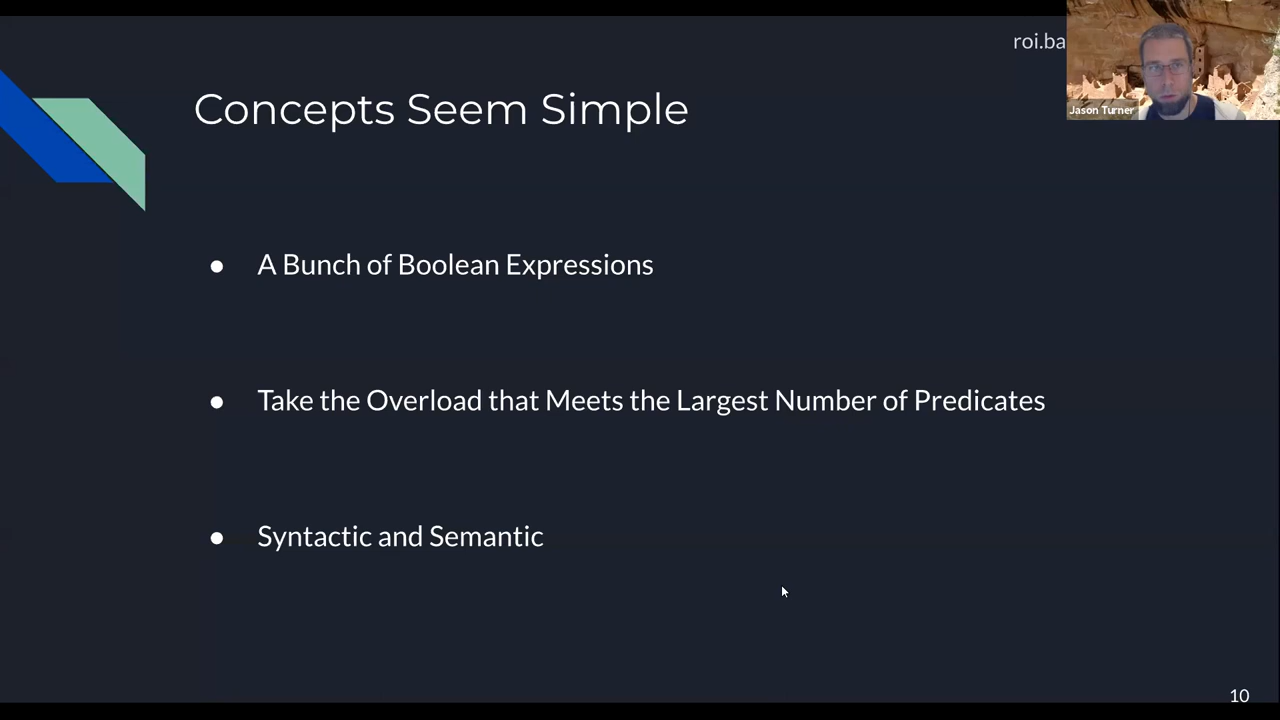 roi.ba
Jason Turner
Concepts Seem Simple
● A Bunch of Boolean Expressions
● Take the Overload that Meets the Largest Number of Predicates
● Syntactic and Semantic
10